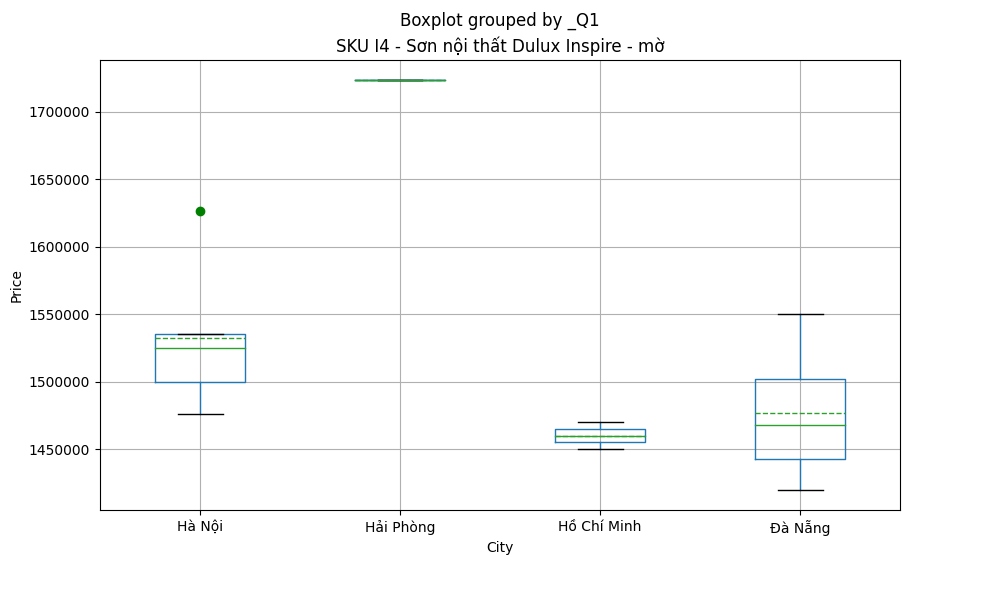 Boxplot grouped by _Q1
SKU I4 - Sơn nội thất Dulux Inspire - mờ
1700000
1650000
1600000
1550000
1500000
1450000
Price
Hà Nội
Hải Phòng
Hồ Chí Minh
Đà Nẵng
City